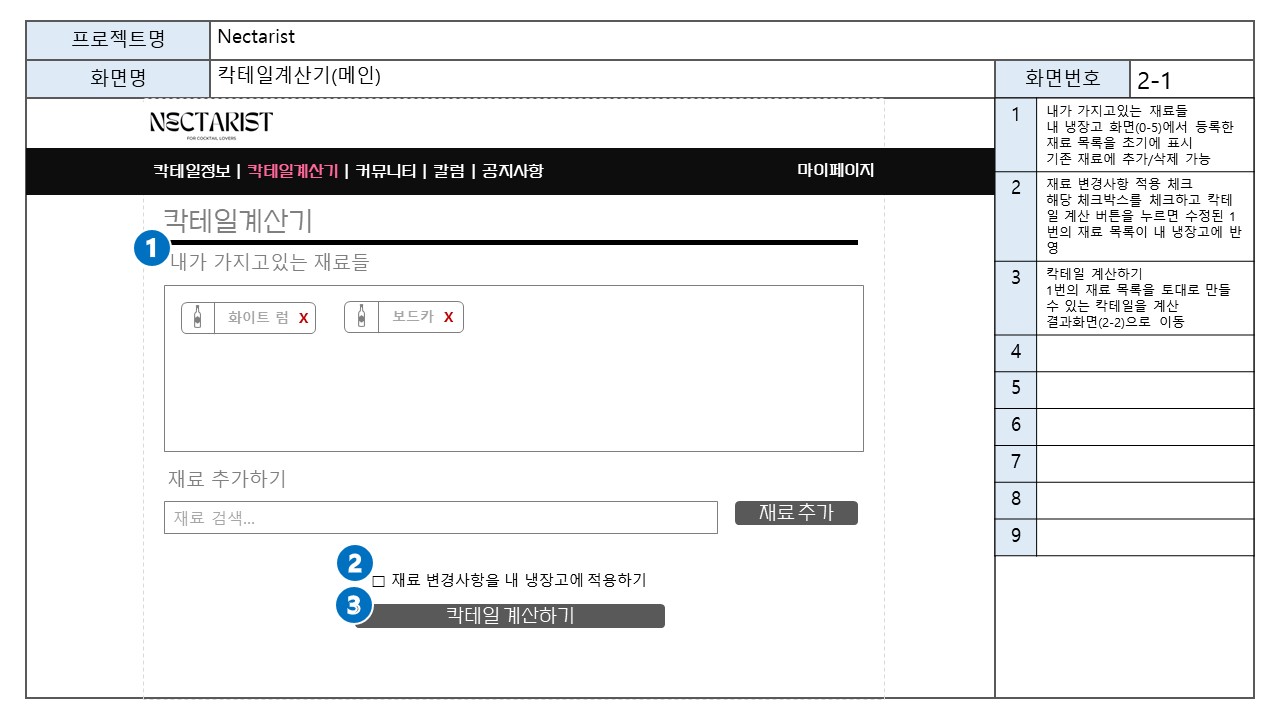 프로젝트명
Nectarist
화면명
칵테일계산기(메인)
화면번호
2-1
NECTARIST
FOR COCKTAIL LOVERS
칵테일정보 | 칵테일계산기 | 커뮤니티 | 칼럼 | 공지사항
마이페이지
칵테일계산기
1
내가 가지고있는 재료들
화이트 럼 X
보드카 X
재료 추가하기
재료 검색...
재료 추가
2
□ 재료 변경사항을 내 냉장고에 적용하기
3
칵테일 계산하기
1
내가 가지고있는 재료들
내 냉장고 화면(0-5)에서 등록한
재료 목록을 초기에 표시
기존 재료에 추가/삭제 가능
2
재료 변경사항 적용 체크
해당 체크박스를 체크하고 칵테
일 계산 버튼을 누르면 수정된 1
번의 재료 목록이 내 냉장고에 반
영
3
칵테일 계산하기
1번의 재료 목록을 토대로 만들
수 있는 칵테일을 계산
결과화면(2-2)으로 이동
4
5
6
7
8
9